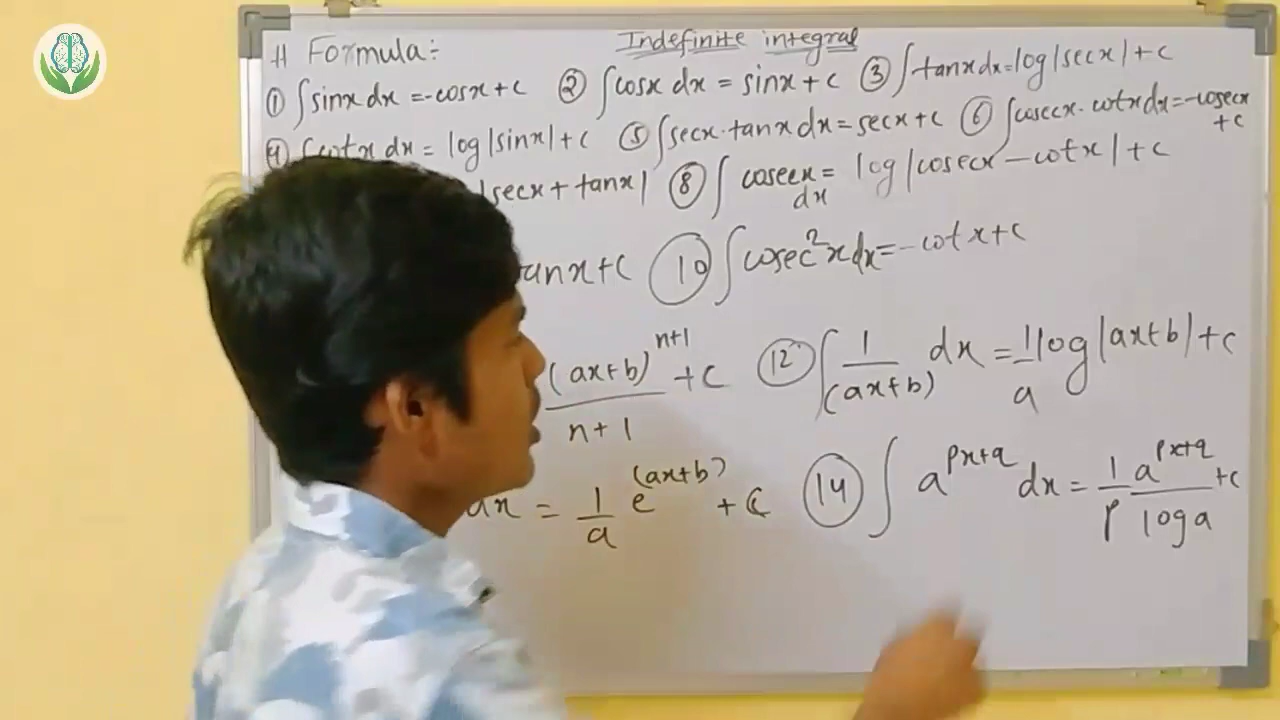 Indefinite integral
# Formula:
① ∫sinx dx = -cosx + c ② ∫cosx dx = sinx + c ③ ∫tanx dx = log|secx| + c
④ ∫cotx dx = log|sinx| + c ⑤ ∫secx·tanx dx = secx + c ⑥ ∫cosecx·cotx dx = -cosecx + c
|secx + tanx| ⑧ ∫cosecx dx = log|cosecx - cotx| + c
tanx + c ⑩ ∫cosec²x dx = -cotx + c
(ax+b)^(n+1)/(n+1) + c ⑫ ∫1/(ax+b) dx = 1/a log|ax+b| + c
dx = 1/a e^(ax+b) + c ⑭ ∫a^(px+q) dx = 1/p a^(px+q)/log a + c